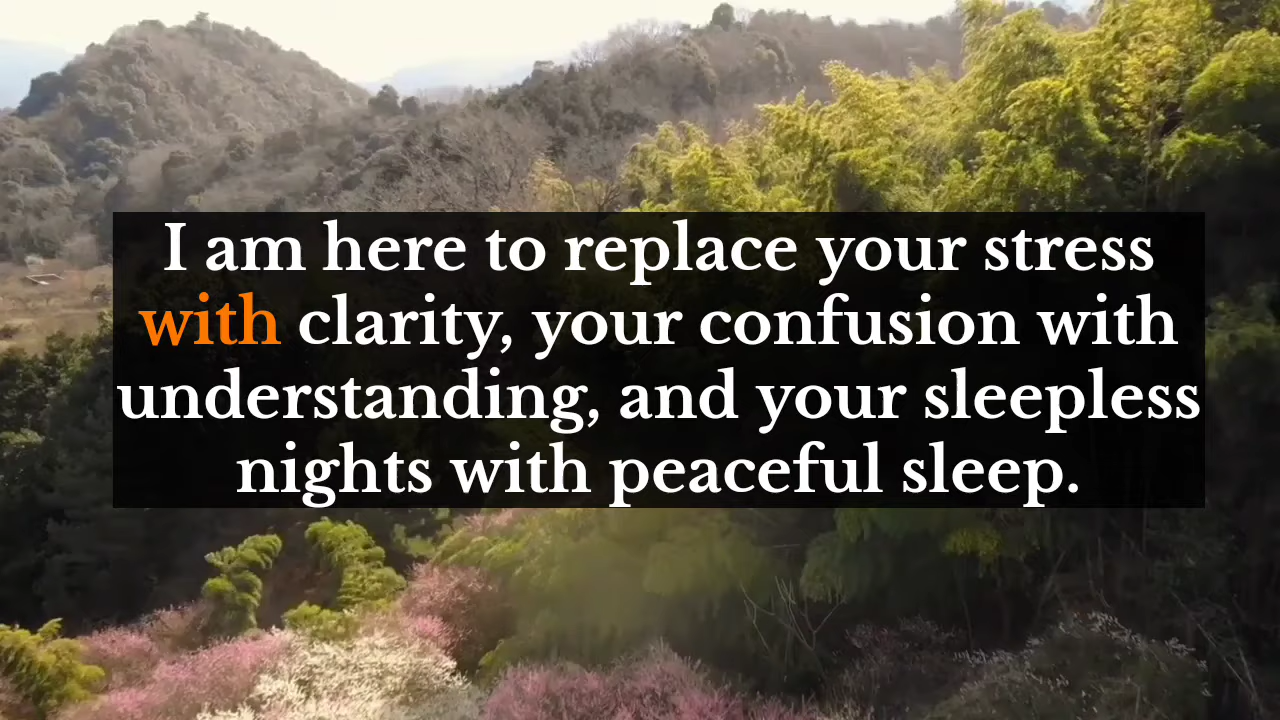 I am here to replace your stress
with clarity, your confusion with
understanding, and your sleepless
nights with peaceful sleep.